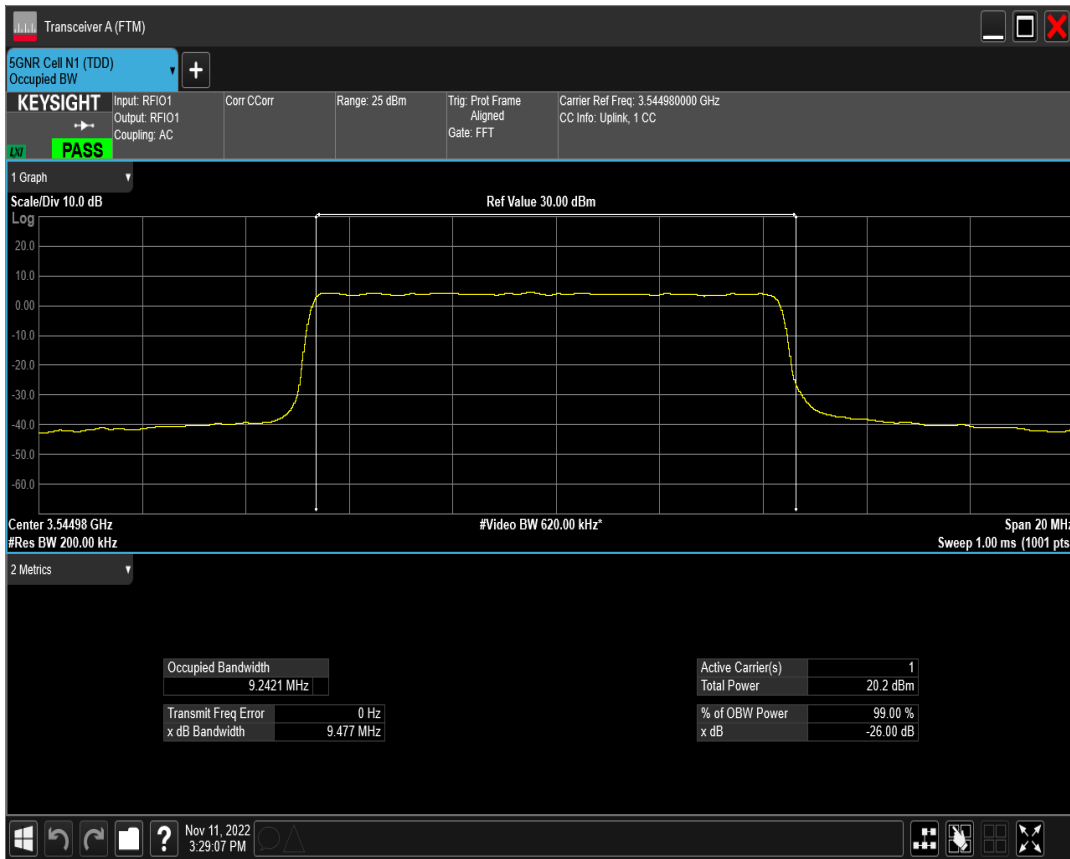 Transceiver A (FTM)
5GNR Cell N1 (TDD)
Occupied BW
+
KEYSIGHT
LXI
PASS
Input: RFIO1
Output: RFIO1
Coupling: AC
Corr CCorr
Range: 25 dBm
Trig: Prot Frame
Aligned
Gate: FFT
Carrier Ref Freq: 3.544980000 GHz
CC Info: Uplink, 1 CC
1 Graph
Scale/Div 10.0 dB
Ref Value 30.00 dBm
Log
20.0
10.0
0.00
-10.0
-20.0
-30.0
-40.0
-50.0
-60.0
Center 3.54498 GHz
#Video BW 620.00 kHz*
Span 20 MHz
#Res BW 200.00 kHz
Sweep 1.00 ms (1001 pts
2 Metrics
Occupied Bandwidth
9.2421 MHz
Transmit Freq Error 0 Hz
x dB Bandwidth 9.477 MHz
Active Carrier(s) 1
Total Power 20.2 dBm
% of OBW Power 99.00 %
x dB -26.00 dB
?
Nov 11, 2022
3:29:07 PM